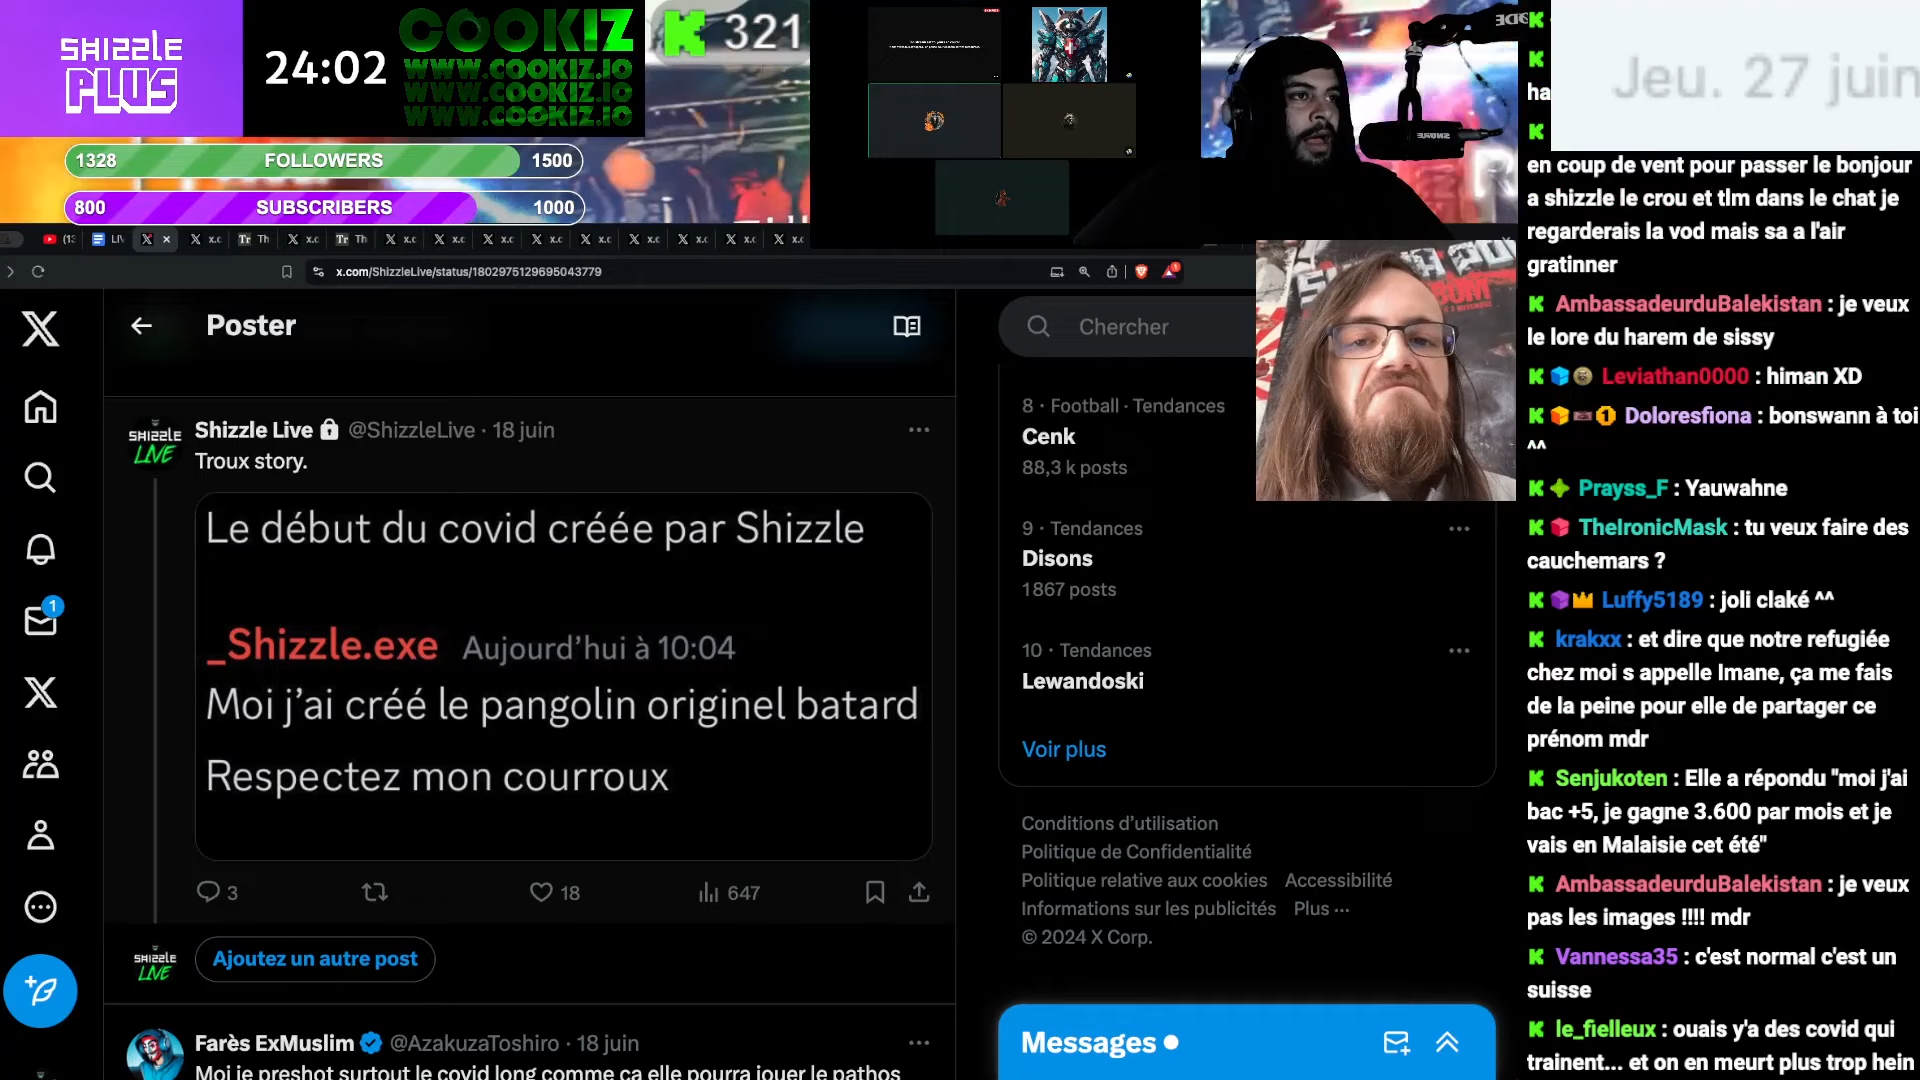 SHIZZLE
PLUS
24:02
COOKIZ
WWW.COOKIZ.IO
WWW.COOKIZ.IO
WWW.COOKIZ.IO
321
1328 FOLLOWERS 1500
800 SUBSCRIBERS 1000
Jeu. 27 juin
x.com/ShizzleLive/status/1802975129695043779
Poster
Shizzle Live @ShizzleLive · 18 juin
Troux story.
Le début du covid créée par Shizzle
_Shizzle.exe Aujourd’hui à 10:04
Moi j’ai créé le pangolin originel batard
Respectez mon courroux
3
18
647
SHIZZLE
LIVE
Ajoutez un autre post
Farès ExMuslim @AzakuzaToshiro · 18 juin
Moi je preshot surtout le covid long comme ça elle pourra jouer le pathos
Chercher
8 · Football · Tendances
Cenk
88,3 k posts
9 · Tendances
Disons
1867 posts
10 · Tendances
Lewandoski
Voir plus
Conditions d’utilisation
Politique de Confidentialité
Politique relative aux cookies Accessibilité
Informations sur les publicités Plus ···
© 2024 X Corp.
Messages
ha
en coup de vent pour passer le bonjour
a shizzle le crou et tlm dans le chat je
regarderais la vod mais sa a l'air
gratinner
AmbassadeurduBalekistan : je veux
le lore du harem de sissy
Leviathan0000 : himan XD
Doloresfiona : bonswann à toi
^^
Prayss_F : Yauwahne
TheIronicMask : tu veux faire des
cauchemars ?
Luffy5189 : joli claké ^^
krakxx : et dire que notre refugiée
chez moi s appelle Imane, ça me fais
de la peine pour elle de partager ce
prénom mdr
Senjukoten : Elle a répondu "moi j'ai
bac +5, je gagne 3.600 par mois et je
vais en Malaisie cet été"
AmbassadeurduBalekistan : je veux
pas les images !!!! mdr
Vannessa35 : c'est normal c'est un
suisse
le_fielleux : ouais y'a des covid qui
trainent... et on en meurt plus trop hein